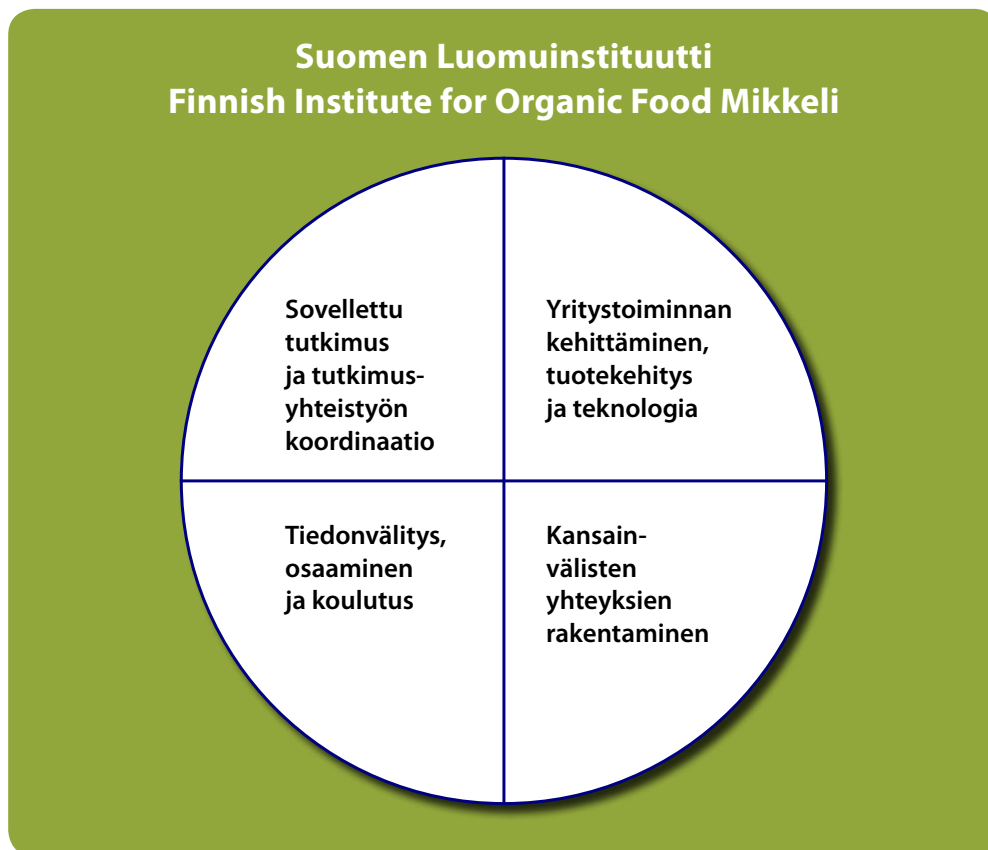 Suomen Luomuinstituutti
Finnish Institute for Organic Food Mikkeli
Sovellettu
tutkimus
ja tutkimus-
yhteistyön
koordinaatio
Yritystoiminnan
kehittäminen,
tuotekehitys
ja teknologia
Tiedonvälitys,
osaaminen
ja koulutus
Kansain-
välisten
yhteyksien
rakentaminen